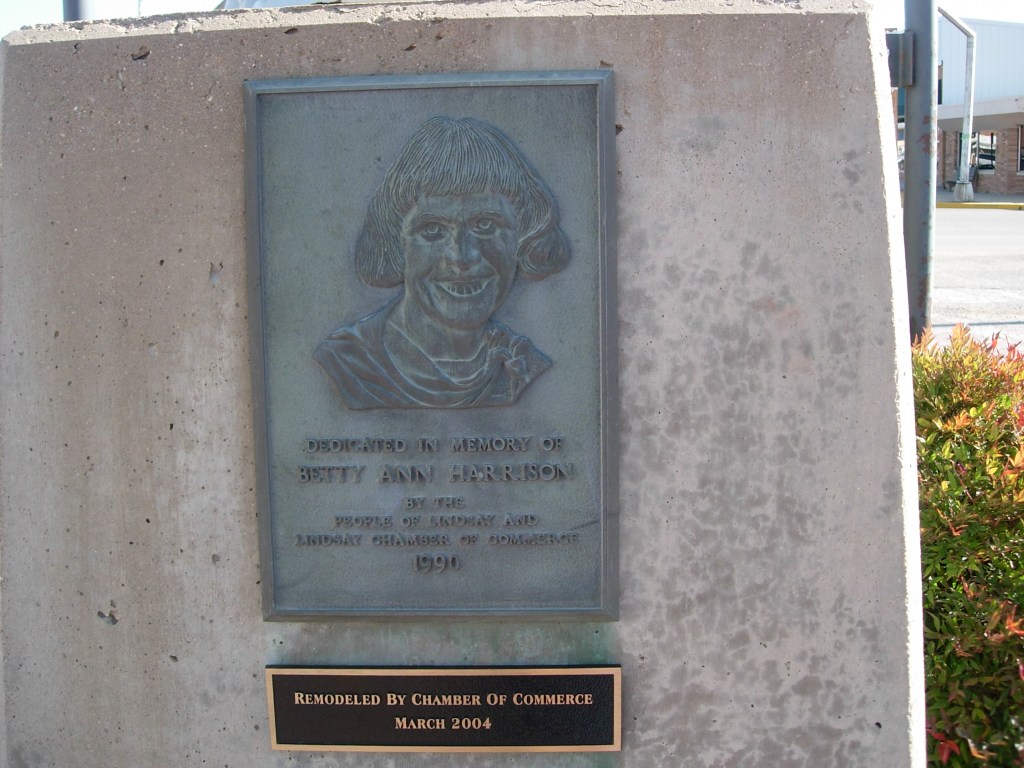 DEDICATED IN MEMORY OF
BETTY ANN HARRISON
BY THE
PEOPLE OF LINDSAY AND
LINDSAY CHAMBER OF COMMERCE
1990
REMODELED BY CHAMBER OF COMMERCE
MARCH 2004